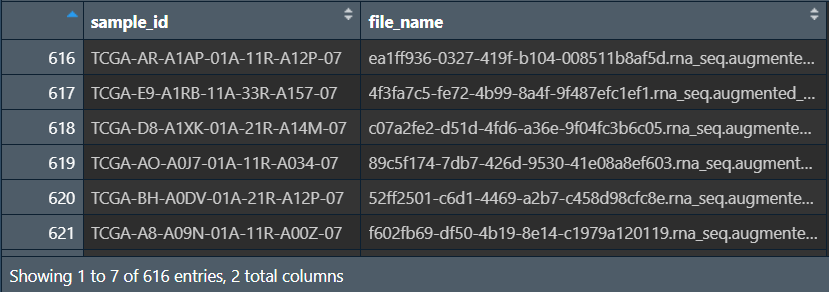 sample_id file_name
616 TCGA-AR-A1AP-01A-11R-A12P-07 ea1ff936-0327-419f-b104-008511b8af5d.rna_seq.augmente...
617 TCGA-E9-A1RB-11A-33R-A157-07 4f3fa7c5-fe72-4b99-8a4f-9f487efc1ef1.rna_seq.augmented_...
618 TCGA-D8-A1XK-01A-21R-A14M-07 c07a2fe2-d51d-4fd6-a36e-9f04fc3b6c05.rna_seq.augmente...
619 TCGA-AO-A0J7-01A-11R-A034-07 89c5f174-7db7-426d-9530-41e08a8ef603.rna_seq.augment...
620 TCGA-BH-A0DV-01A-21R-A12P-07 52ff2501-c6d1-4469-a2b7-c458d98cfc8e.rna_seq.augment...
621 TCGA-A8-A09N-01A-11R-A00Z-07 f602fb69-df50-4b19-8e14-c1979a120119.rna_seq.augment...
Showing 1 to 7 of 616 entries, 2 total columns